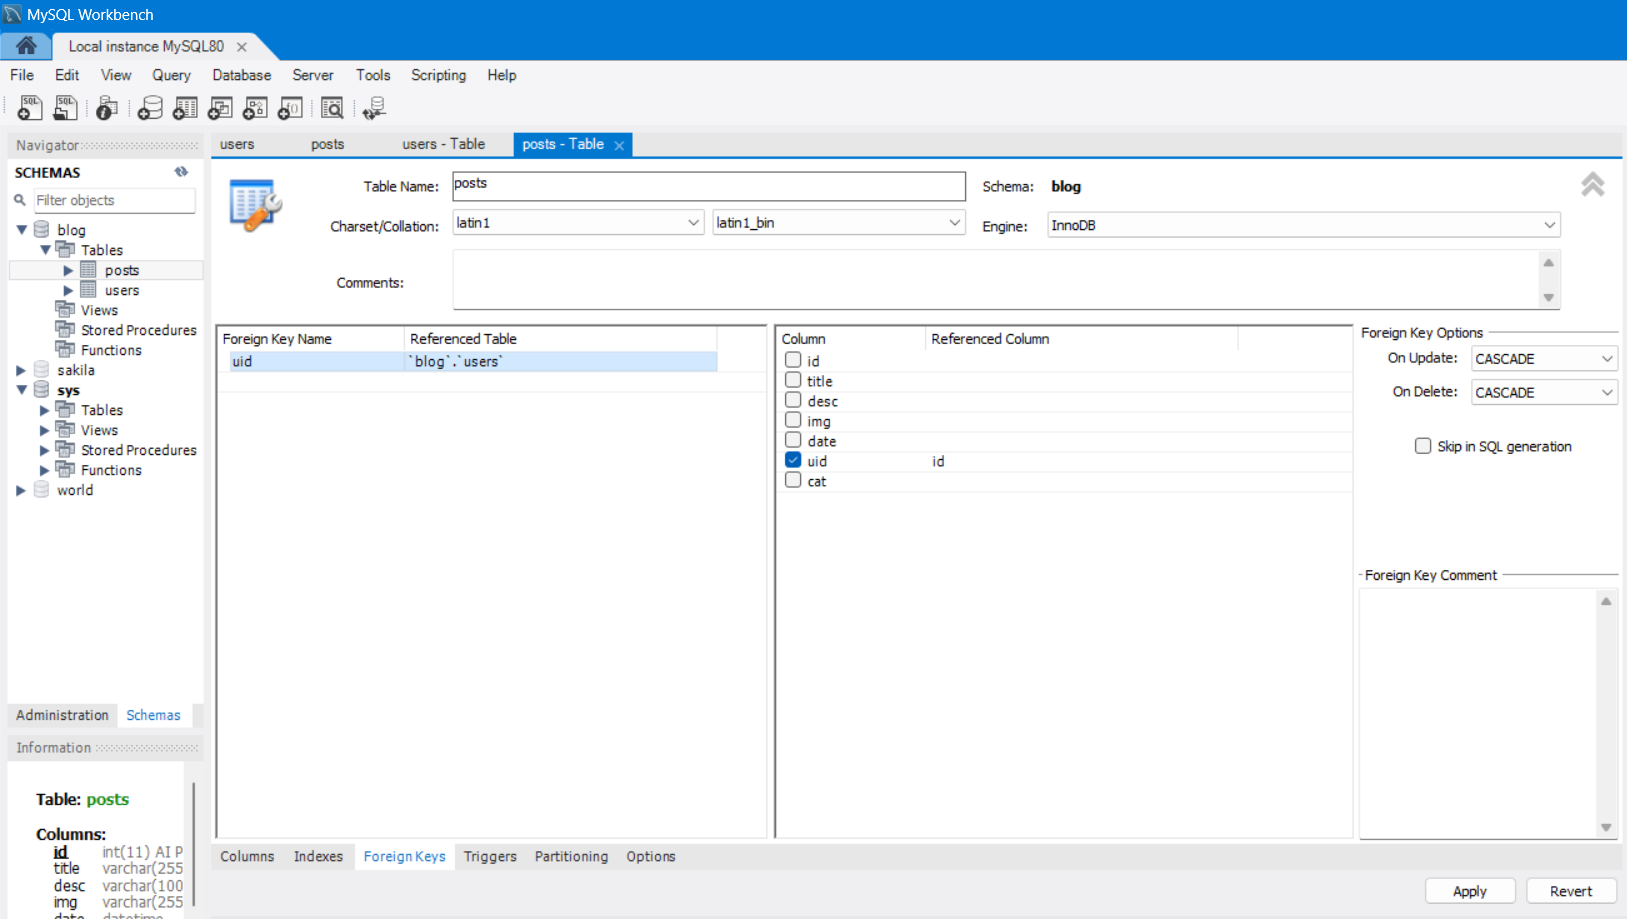 MySQL Workbench
Local instance MySQL80
File Edit View Query Database Server Tools Scripting Help
SQL SQL
Navigator
SCHEMAS
Filter objects
blog
Tables
posts
users
Views
Stored Procedures
Functions
sakila
sys
Tables
Views
Stored Procedures
Functions
world
Administration Schemas
Information
Table: posts
Columns:
id int(11) AI P
title varchar(255
desc varchar(100
img varchar(255
date datetime
users posts users - Table posts - Table
Table Name: posts Schema: blog
Charset/Collation: latin1 latin1_bin Engine: InnoDB
Comments:
Foreign Key Name Referenced Table
uid `blog`.`users`
Column Referenced Column
id
title
desc
img
date
uid id
cat
Foreign Key Options
On Update: CASCADE
On Delete: CASCADE
Skip in SQL generation
Foreign Key Comment
Columns Indexes Foreign Keys Triggers Partitioning Options
Apply Revert